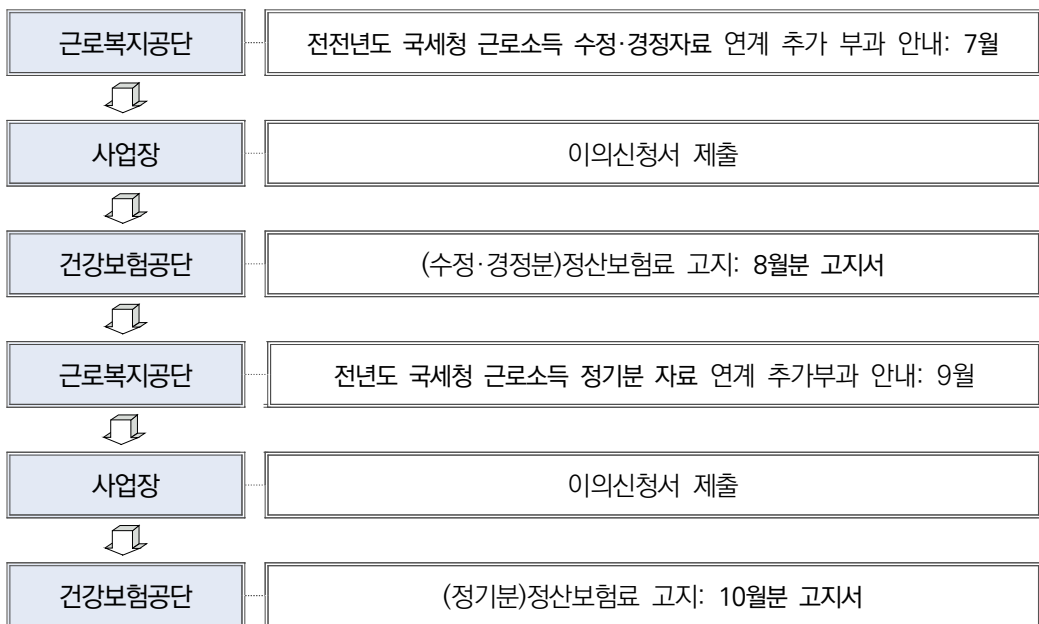 근로복지공단 전전년도 국세청 근로소득 수정·경정자료 연계 추가 부과 안내: 7월
사업장 이의신청서 제출
건강보험공단 (수정·경정분)정산보험료 고지: 8월분 고지서
근로복지공단 전년도 국세청 근로소득 정기분 자료 연계 추가부과 안내: 9월
사업장 이의신청서 제출
건강보험공단 (정기분)정산보험료 고지: 10월분 고지서